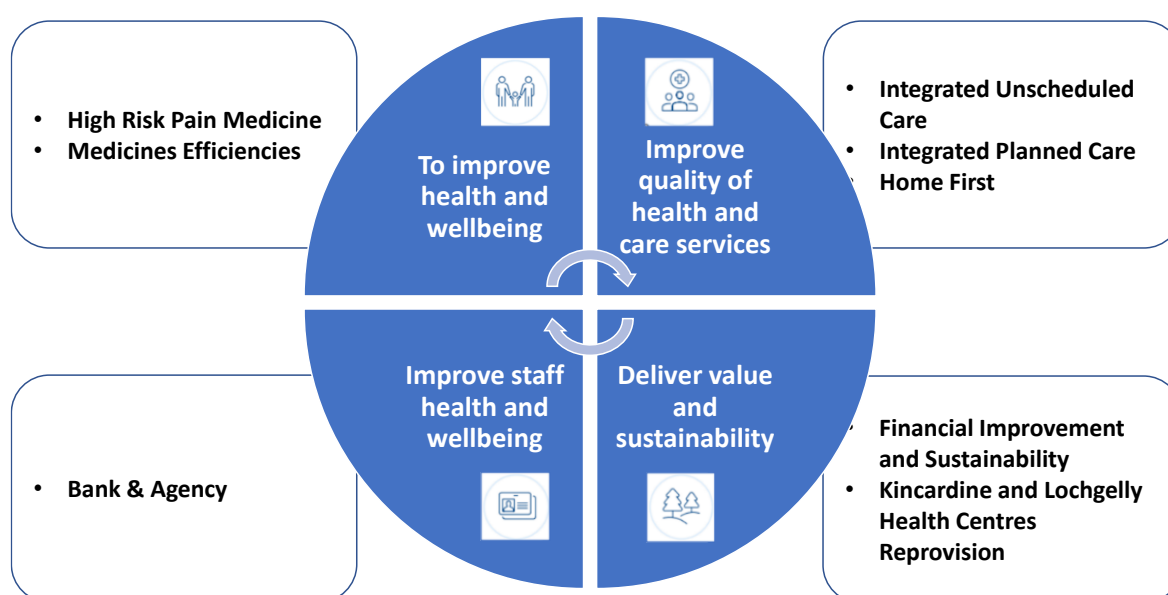 • High Risk Pain Medicine
• Medicines Efficiencies
To improve
health and
wellbeing
Improve
quality of
health and
care services
• Integrated Unscheduled
Care
• Integrated Planned Care
• Home First
Improve staff
health and
wellbeing
Deliver value
and
sustainability
• Bank & Agency
• Financial Improvement
and Sustainability
• Kincardine and Lochgelly
Health Centres
Reprovision